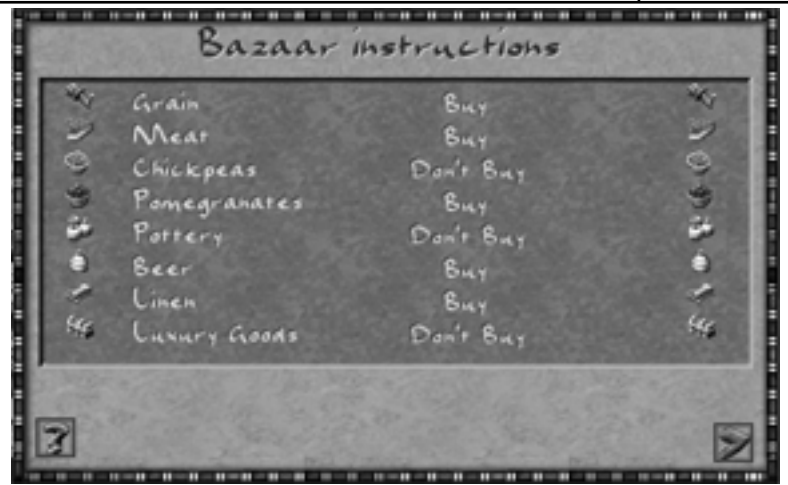 Bazaar instructions
Grain Buy
Meat Buy
Chickpeas Don't Buy
Pomegranates Buy
Pottery Don't Buy
Beer Buy
Linen Buy
Luxury Goods Don't Buy
?